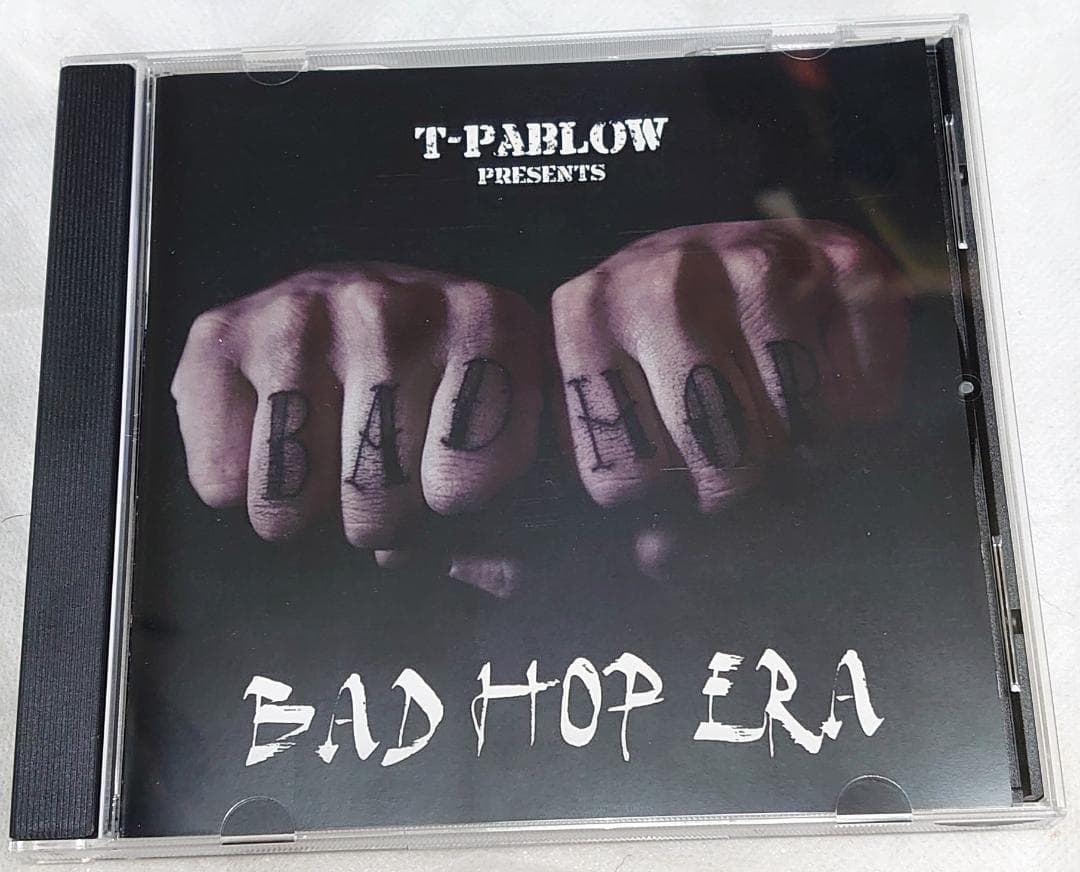 T-PABLOW
PRESENTS
BAD HOP
BAD HOP ERA